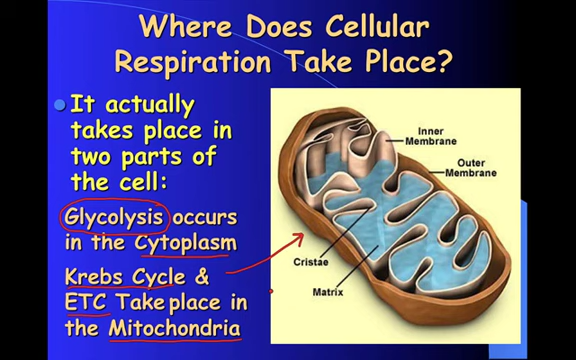 Where Does Cellular
Respiration Take Place?
It actually
takes place in
two parts of
the cell:
Glycolysis occurs
in the Cytoplasm
Krebs Cycle &
ETC Take place in
the Mitochondria
Inner
Membrane
Outer
Membrane
Cristae
Matrix